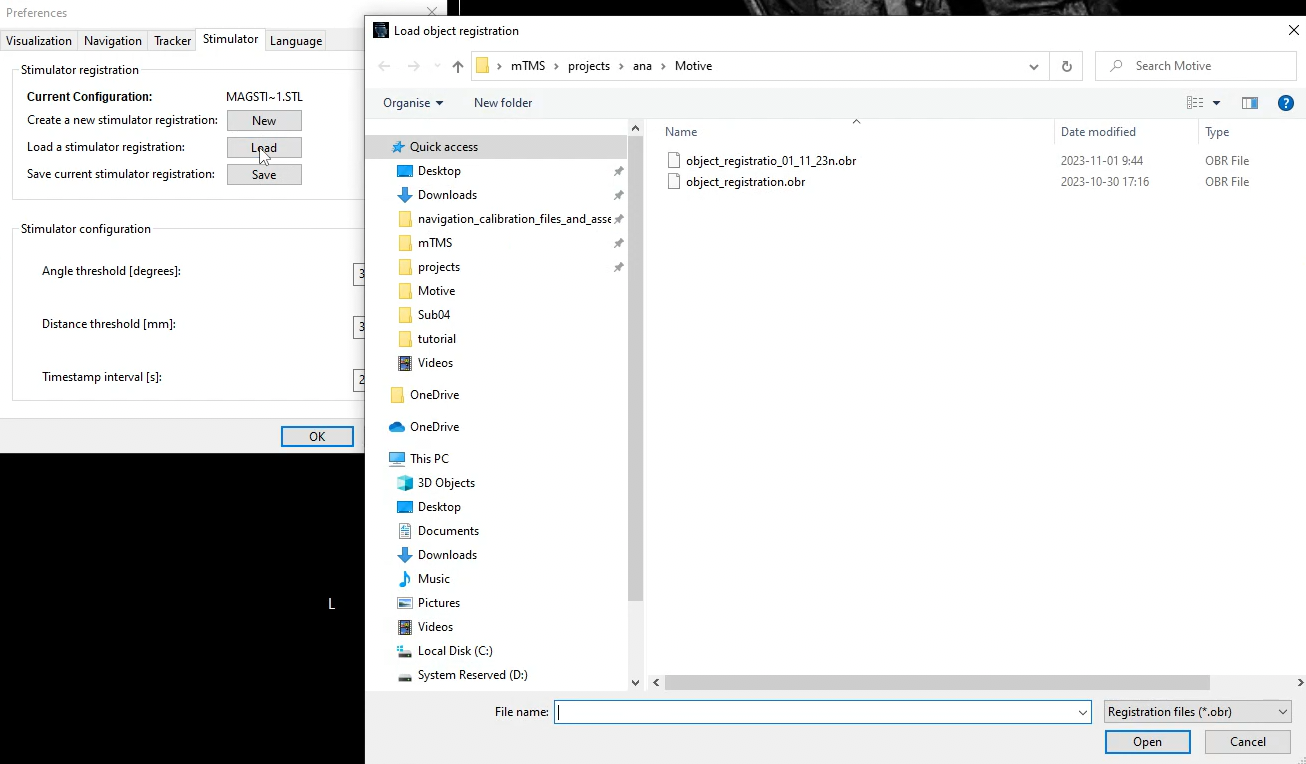 Preferences
Visualization Navigation Tracker Stimulator Language
Stimulator registration
Current Configuration: MAGSTI~1.STL
Create a new stimulator registration: New
Load a stimulator registration: Load
Save current stimulator registration: Save
Stimulator configuration
Angle threshold [degrees]: 3
Distance threshold [mm]: 3
Timestamp interval [s]: 2
OK
L
Load object registration
mTMS › projects › ana › Motive
Search Motive
Organise New folder
Quick access
Desktop
Downloads
navigation_calibration_files_and_asse
mTMS
projects
Motive
Sub04
tutorial
Videos
OneDrive
OneDrive
This PC
3D Objects
Desktop
Documents
Downloads
Music
Pictures
Videos
Local Disk (C:)
System Reserved (D:)
Name Date modified Type
object_registratio_01_11_23n.obr 2023-11-01 9:44 OBR File
object_registration.obr 2023-10-30 17:16 OBR File
File name: Registration files (*.obr)
Open Cancel